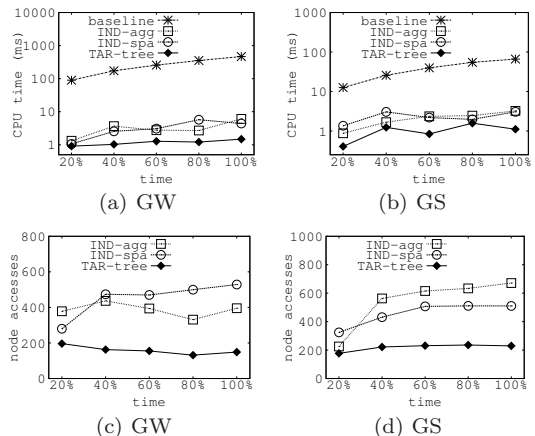 10000
1000
100
10
1
CPU time (ms)
baseline
IND-agg
IND-spa
TAR-tree
20% 40% 60% 80% 100%
time
(a) GW
1000
100
10
1
CPU time (ms)
baseline
IND-agg
IND-spa
TAR-tree
20% 40% 60% 80% 100%
time
(b) GS
800
600
400
200
0
node accesses
IND-agg
IND-spa
TAR-tree
20% 40% 60% 80% 100%
time
(c) GW
1000
800
600
400
200
0
node accesses
IND-agg
IND-spa
TAR-tree
20% 40% 60% 80% 100%
time
(d) GS